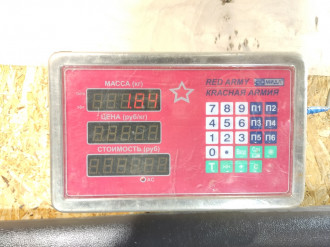 МАССА (кг)
184
RED ARMY
КРАСНАЯ АРМИЯ
ЦЕНА (руб/кг)
СТОИМОСТЬ (руб)
7 8 9 П1 П2
4 5 6 П3 П4
1 2 3 П5 П6
0